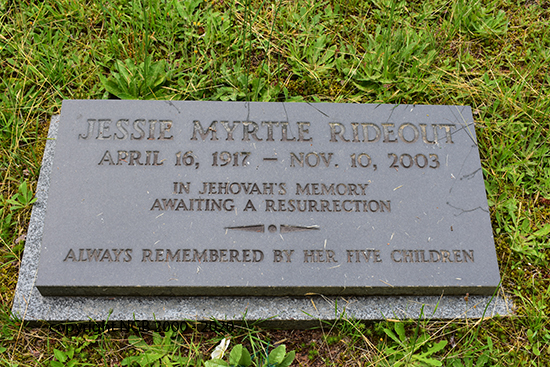 JESSIE MYRTLE RIDEOUT
APRIL 16, 1917 — NOV. 10, 2003
IN JEHOVAH'S MEMORY
AWAITING A RESURRECTION
ALWAYS REMEMBERED BY HER FIVE CHILDREN